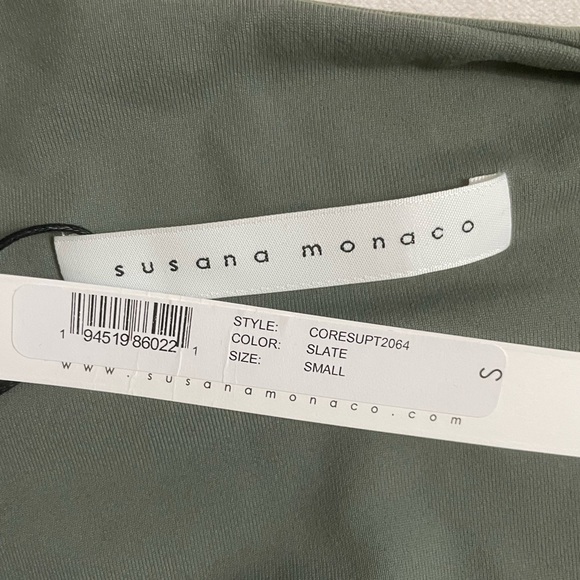 susana monaco
1 94519 86022 1
STYLE: CORESUPT2064
COLOR: SLATE
SIZE: SMALL
S
www.susanamonaco.com